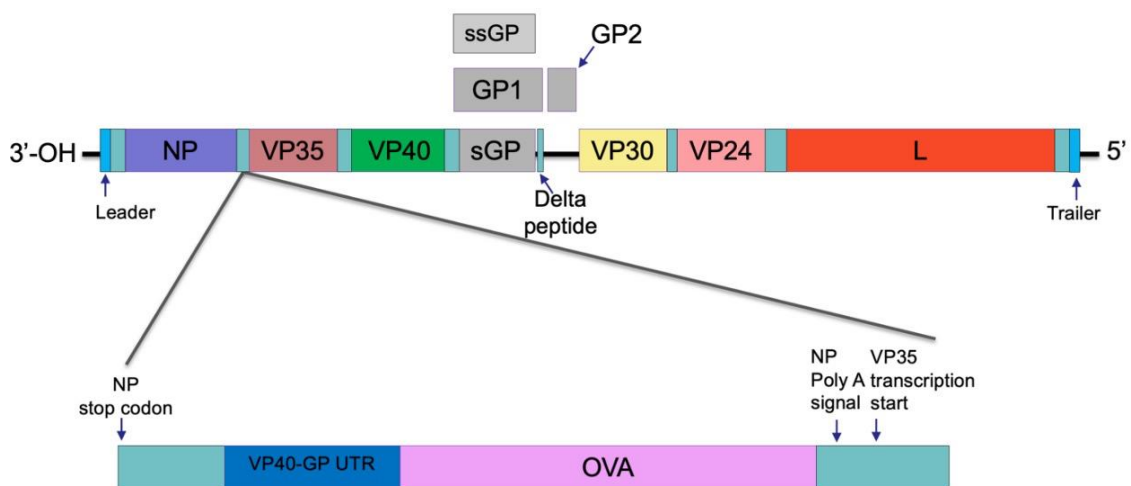 ssGP
GP2
GP1
3'-OH
NP
VP35
VP40
sGP
VP30
VP24
L
5'
Leader
Delta
peptide
Trailer
NP
stop codon
NP
Poly A
signal
VP35
transcription
start
VP40-GP UTR
OVA